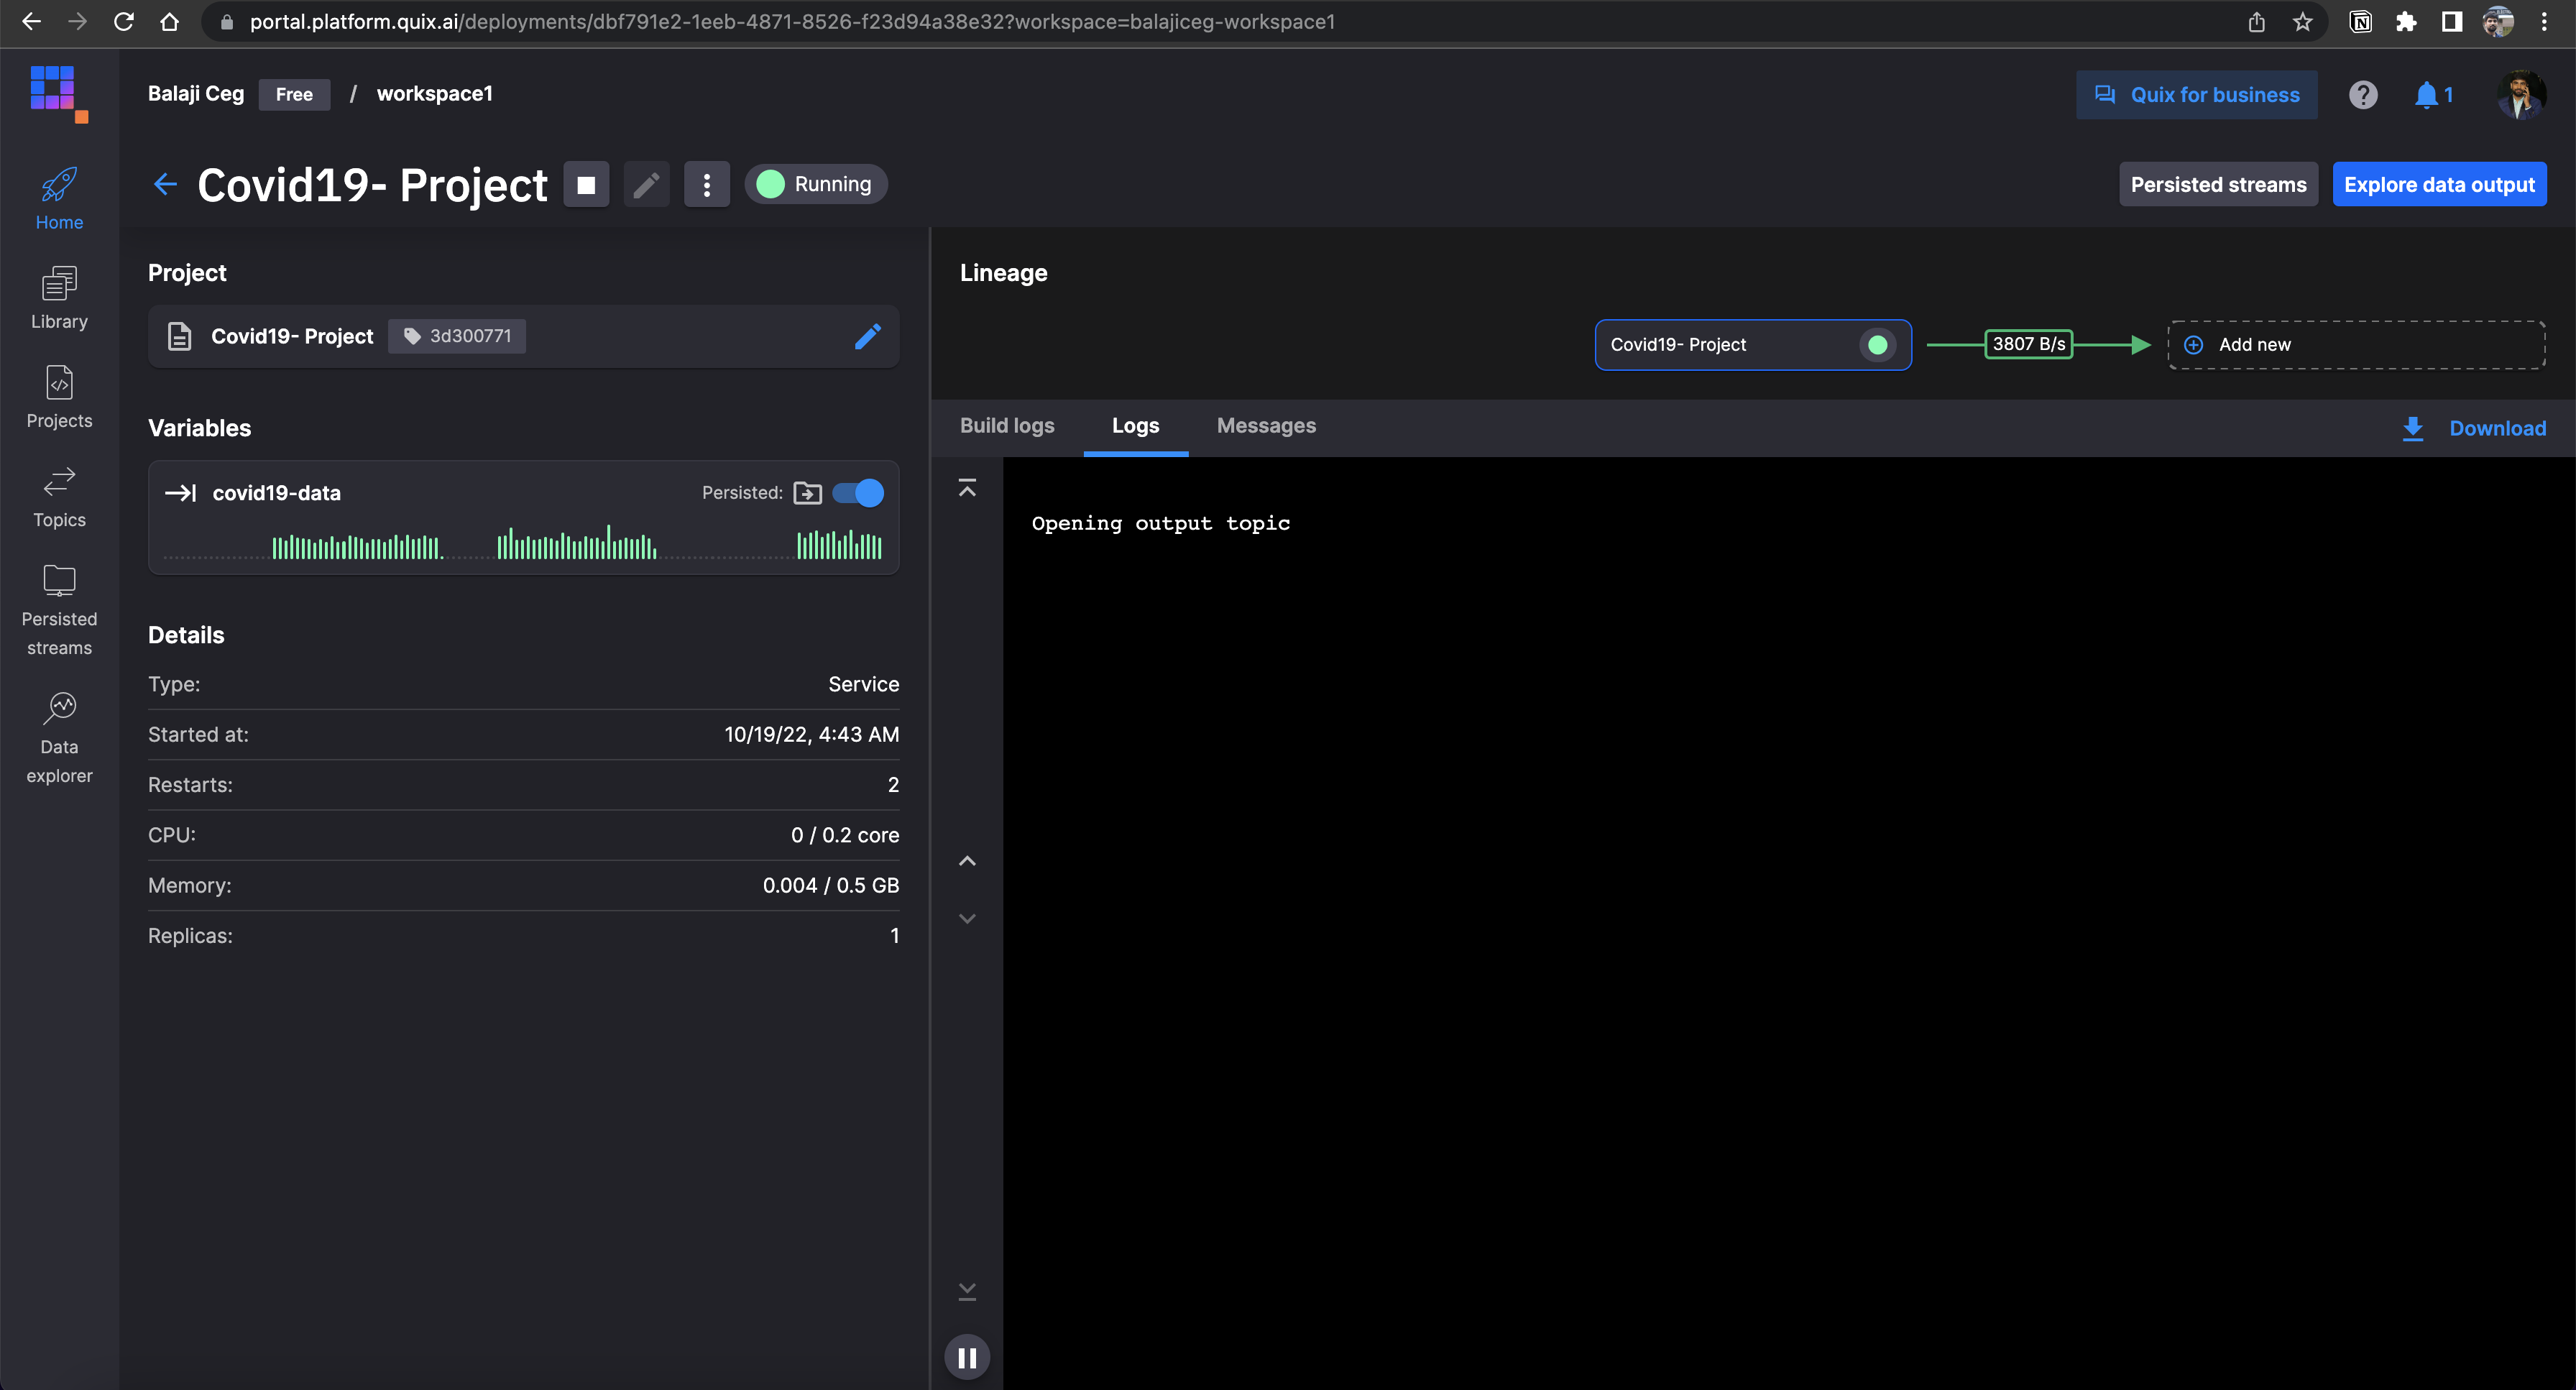 portal.platform.quix.ai/deployments/dbf791e2-1eeb-4871-8526-f23d94a38e32?workspace=balajiceg-workspace1
Balaji Ceg Free / workspace1
Quix for business
? 1
Covid19- Project Running
Persisted streams Explore data output
Home
Library
Projects
Topics
Persisted
streams
Data
explorer
Project
Covid19- Project 3d300771
Variables
covid19-data Persisted:
Details
Type: Service
Started at: 10/19/22, 4:43 AM
Restarts: 2
CPU: 0 / 0.2 core
Memory: 0.004 / 0.5 GB
Replicas: 1
Lineage
Covid19- Project 3807 B/s Add new
Build logs Logs Messages Download
Opening output topic